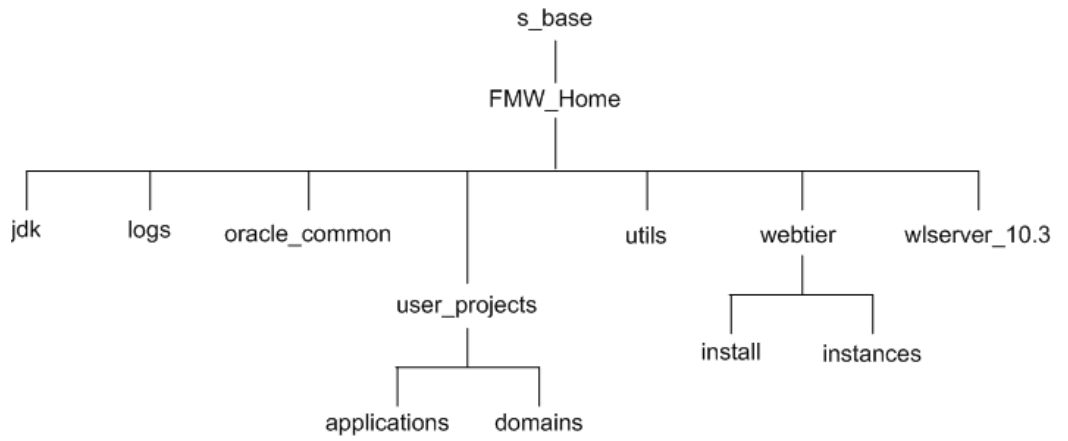 s_base
FMW_Home
jdk
logs
oracle_common
utils
webtier
wlserver_10.3
user_projects
install
instances
applications
domains